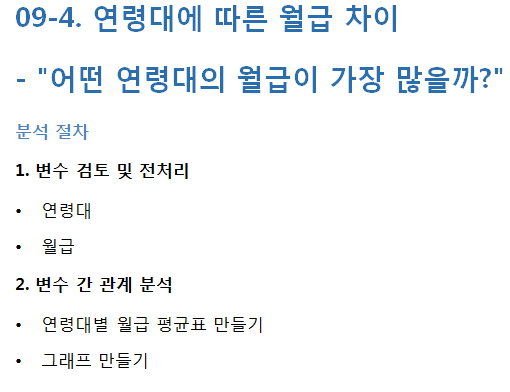 09-4. 연령대에 따른 월급 차이
- "어떤 연령대의 월급이 가장 많을까?"
분석 절차
1. 변수 검토 및 전처리
• 연령대
• 월급
2. 변수 간 관계 분석
• 연령대별 월급 평균표 만들기
• 그래프 만들기